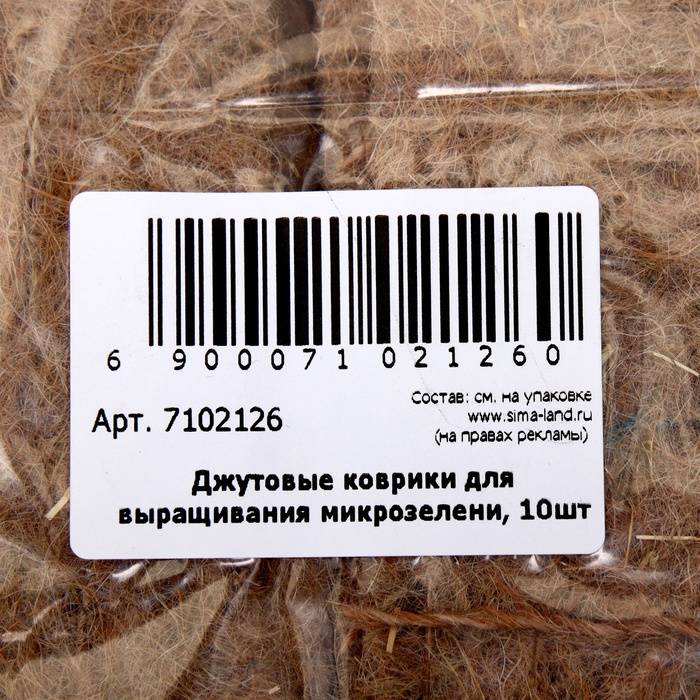 6 900071 021260
Арт. 7102126
Состав: см. на упаковке
www.sima-land.ru
(на правах рекламы)
Джутовые коврики для
выращивания микрозелени, 10шт